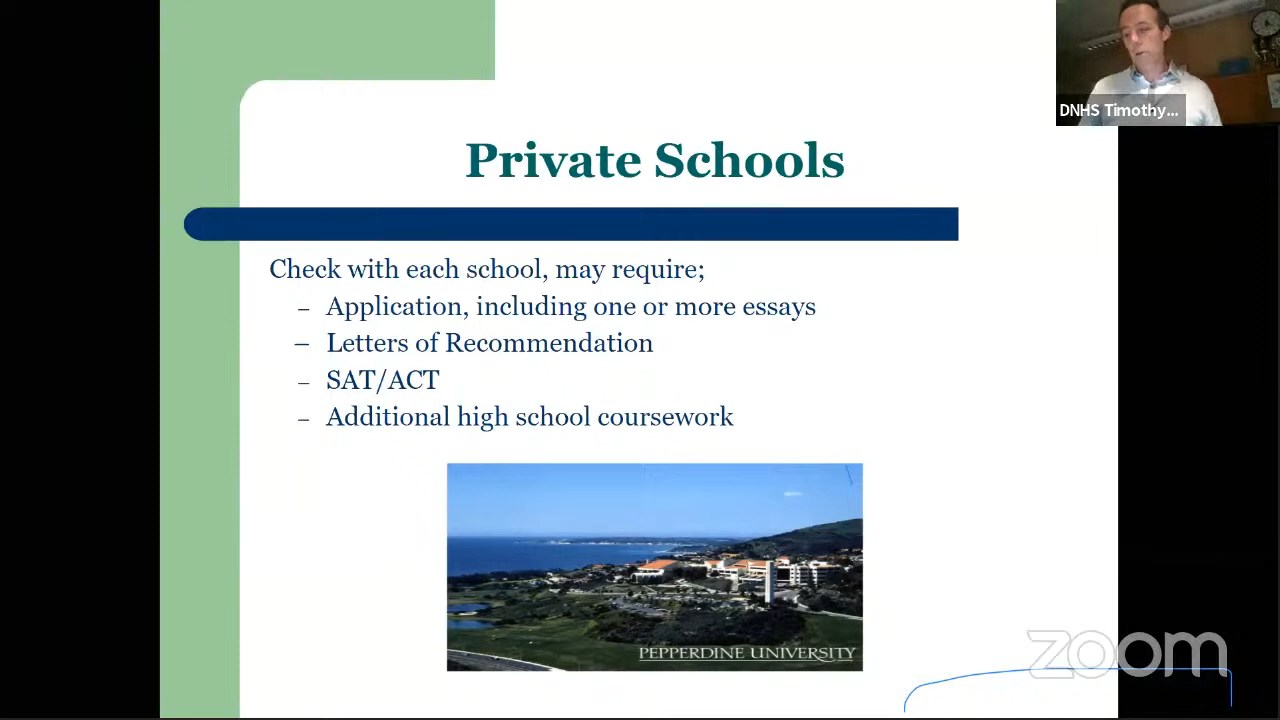 DNHS Timothy...
Private Schools
Check with each school, may require;
– Application, including one or more essays
– Letters of Recommendation
– SAT/ACT
– Additional high school coursework
PEPPERDINE UNIVERSITY
zoom